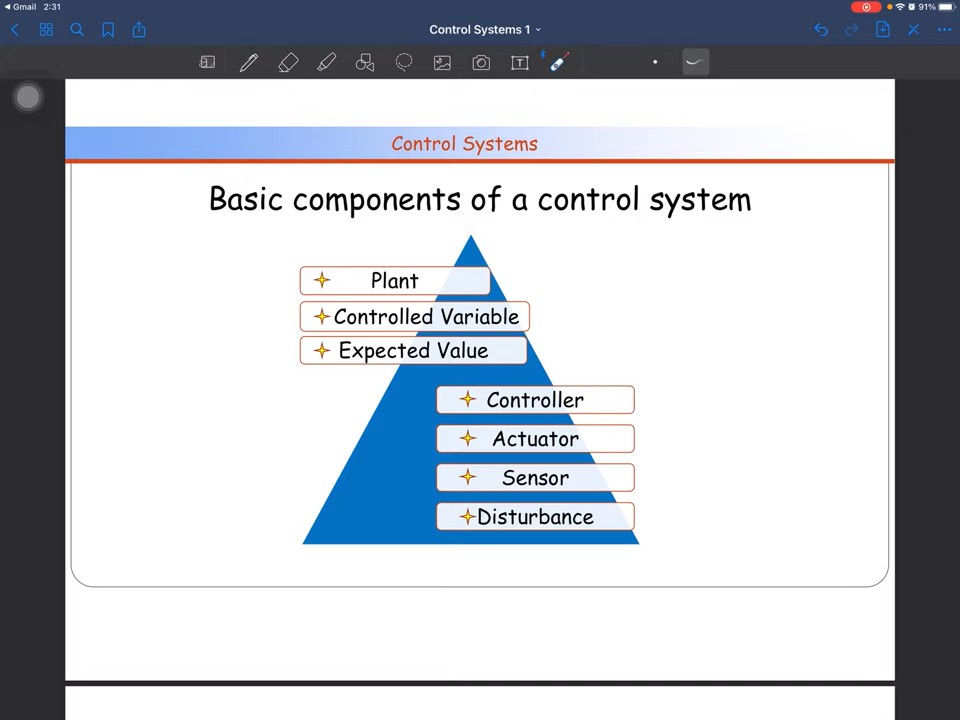 Gmail 2:31
91%
Control Systems 1
T
Control Systems
Basic components of a control system
Plant
Controlled Variable
Expected Value
Controller
Actuator
Sensor
Disturbance